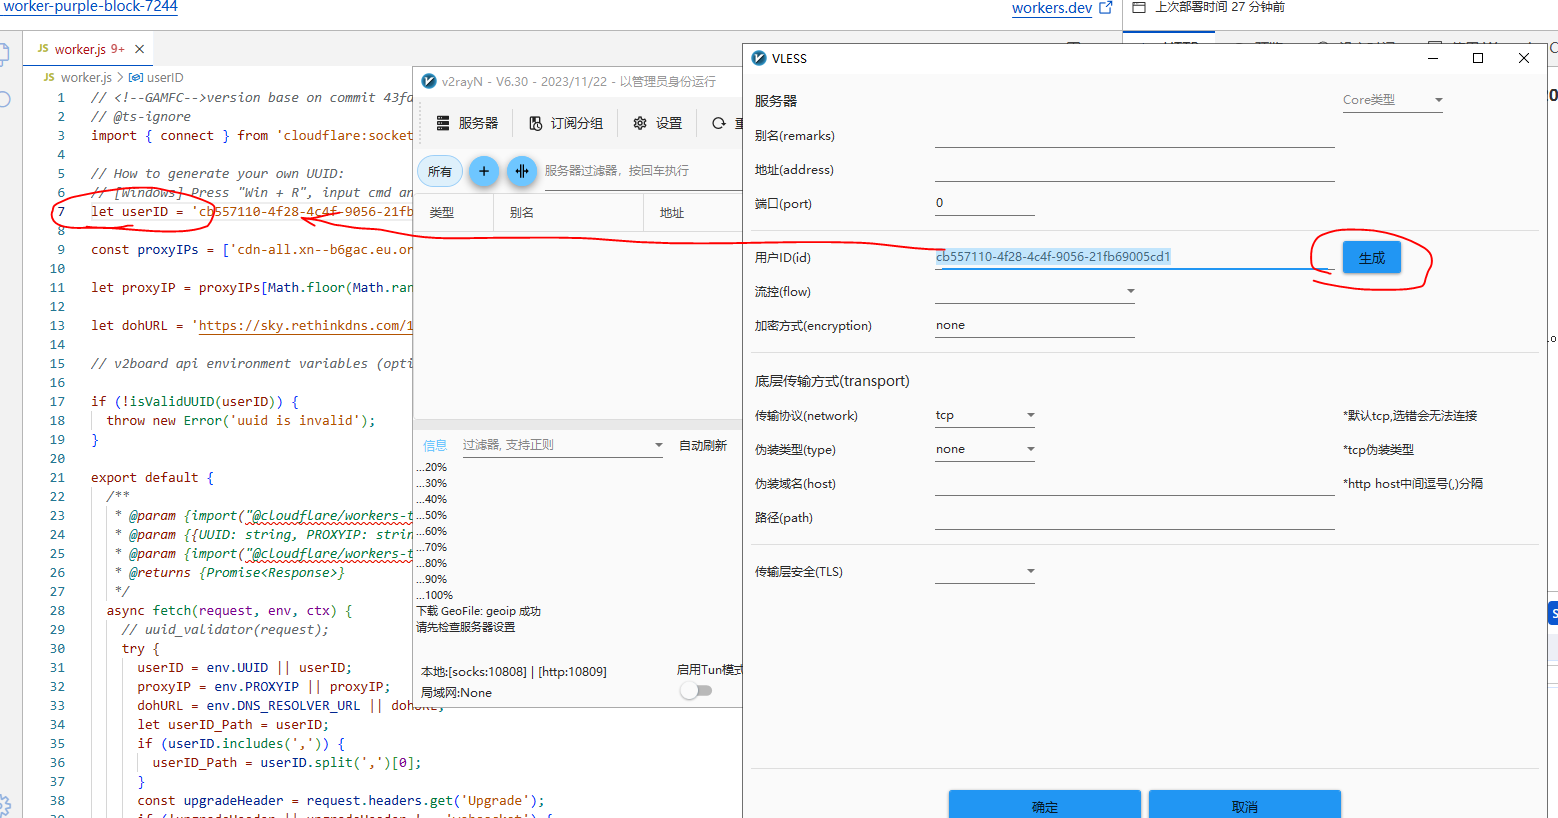 worker-purple-block-7244
workers.dev
上次部署时间 27 分钟前
JS worker.js 9+
JS worker.js > userID
1 // <!--GAMFC-->version base on commit 43fa
2 // @ts-ignore
3 import { connect } from 'cloudflare:socket
4
5 // How to generate your own UUID:
6 // [Windows] Press "Win + R", input cmd an
7 let userID = 'cb557110-4f28-4c4f-9056-21fb
8
9 const proxyIPs = ['cdn-all.xn--b6gac.eu.or
10
11 let proxyIP = proxyIPs[Math.floor(Math.ran
12
13 let dohURL = 'https://sky.rethinkdns.com/1
14
15 // v2board api environment variables (opti
16
17 if (!isValidUUID(userID)) {
18 throw new Error('uuid is invalid');
19 }
20
21 export default {
22 /**
23 * @param {import("@cloudflare/workers-t
24 * @param {{UUID: string, PROXYIP: strin
25 * @param {import("@cloudflare/workers-t
26 * @returns {Promise<Response>}
27 */
28 async fetch(request, env, ctx) {
29 // uuid_validator(request);
30 try {
31 userID = env.UUID || userID;
32 proxyIP = env.PROXYIP || proxyIP;
33 dohURL = env.DNS_RESOLVER_URL || dohURL;
34 let userID_Path = userID;
35 if (userID.includes(',')) {
36 userID_Path = userID.split(',')[0];
37 }
38 const upgradeHeader = request.headers.get('Upgrade');
v2rayN - V6.30 - 2023/11/22 - 以管理员身份运行
服务器 订阅分组 设置
所有 + 服务器过滤器，按回车执行
类型 别名 地址
信息 过滤器, 支持正则 自动刷新
...20%
...30%
...40%
...50%
...60%
...70%
...80%
...90%
...100%
下载 GeoFile: geoip 成功
请先检查服务器设置
本地:[socks:10808] | [http:10809] 启用Tun模式
局域网:None
VLESS
服务器 Core类型
别名(remarks)
地址(address)
端口(port) 0
用户ID(id) cb557110-4f28-4c4f-9056-21fb69005cd1 生成
流控(flow)
加密方式(encryption) none
底层传输方式(transport)
传输协议(network) tcp *默认tcp,选错会无法连接
伪装类型(type) none *tcp伪装类型
伪装域名(host) *http host中间逗号(,)分隔
路径(path)
传输层安全(TLS)
确定 取消